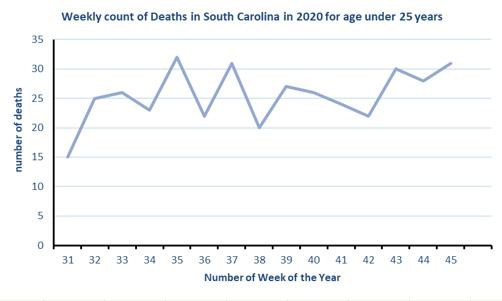 Weekly count of Deaths in South Carolina in 2020 for age under 25 years
35
30
25
20
15
10
5
0
number of deaths
31 32 33 34 35 36 37 38 39 40 41 42 43 44 45
Number of Week of the Year